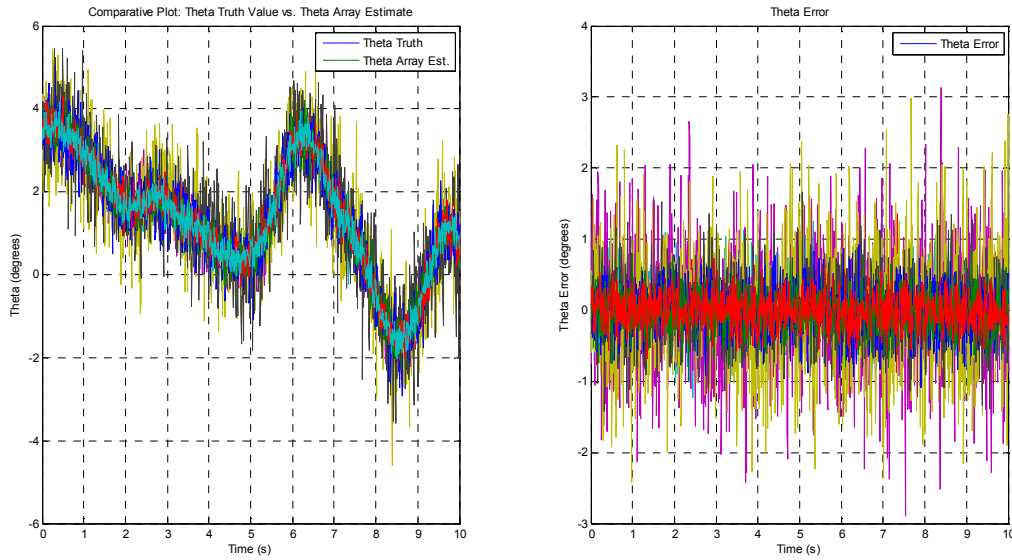 Comparative Plot: Theta Truth Value vs. Theta Array Estimate
6
4
2
0
-2
-4
-6
0 1 2 3 4 5 6 7 8 9 10
Theta (degrees)
Time (s)
Theta Truth
Theta Array Est.
Theta Error
4
3
2
1
0
-1
-2
-3
0 1 2 3 4 5 6 7 8 9 10
Theta Error (degrees)
Time (s)
Theta Error